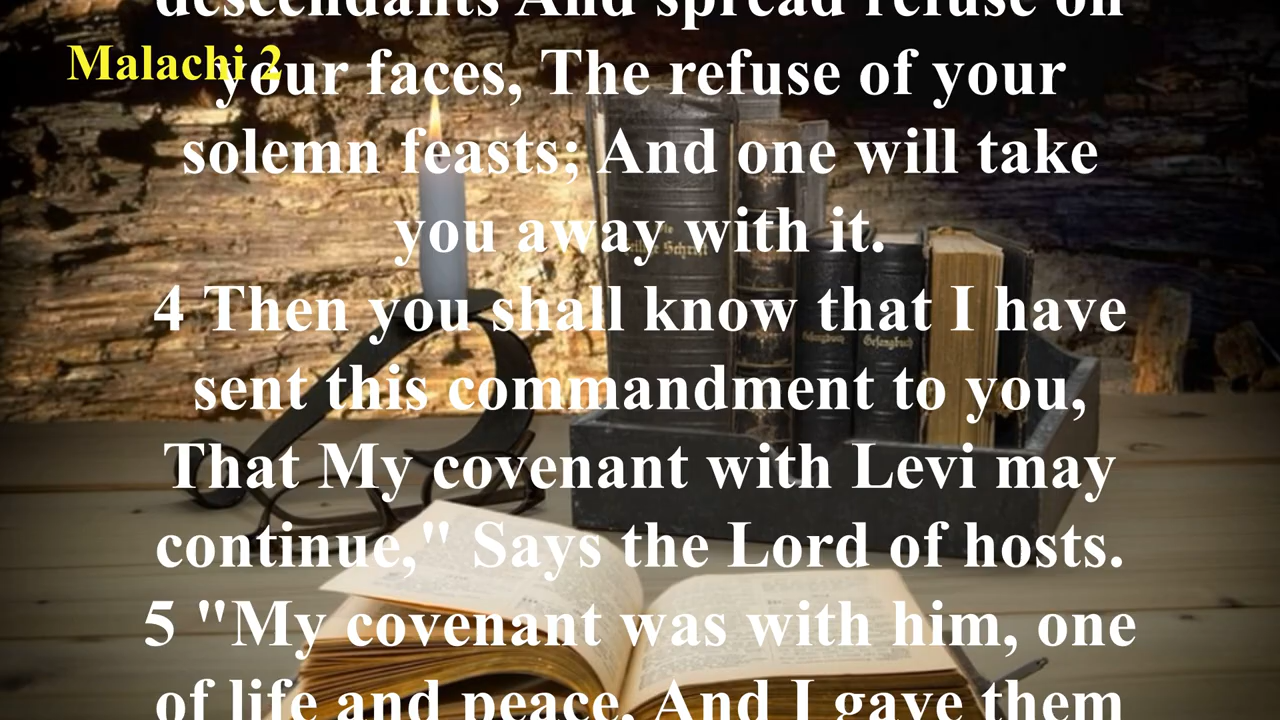 descendants And spread refuse on
Malachi 2
your faces, The refuse of your
solemn feasts; And one will take
you away with it.
4 Then you shall know that I have
sent this commandment to you,
That My covenant with Levi may
continue," Says the Lord of hosts.
5 "My covenant was with him, one
of life and peace, And I gave them
Schrift
Gesangbuch
Gesangbuch